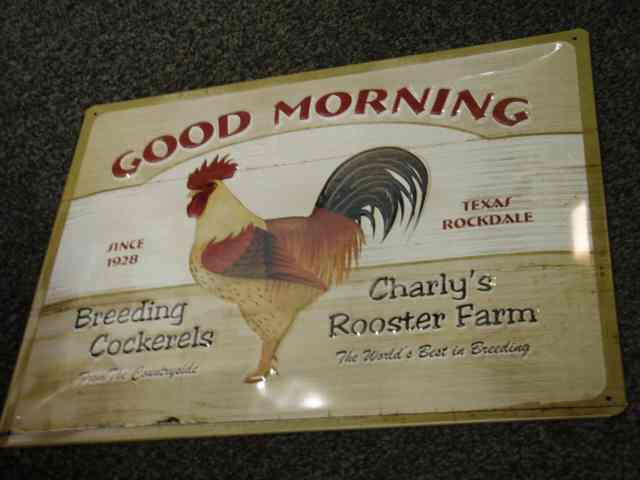 GOOD MORNING
SINCE
1928
TEXAS
ROCKDALE
Breeding
Cockerels
From The Countryside
Charly's
Rooster Farm
The World's Best in Breeding